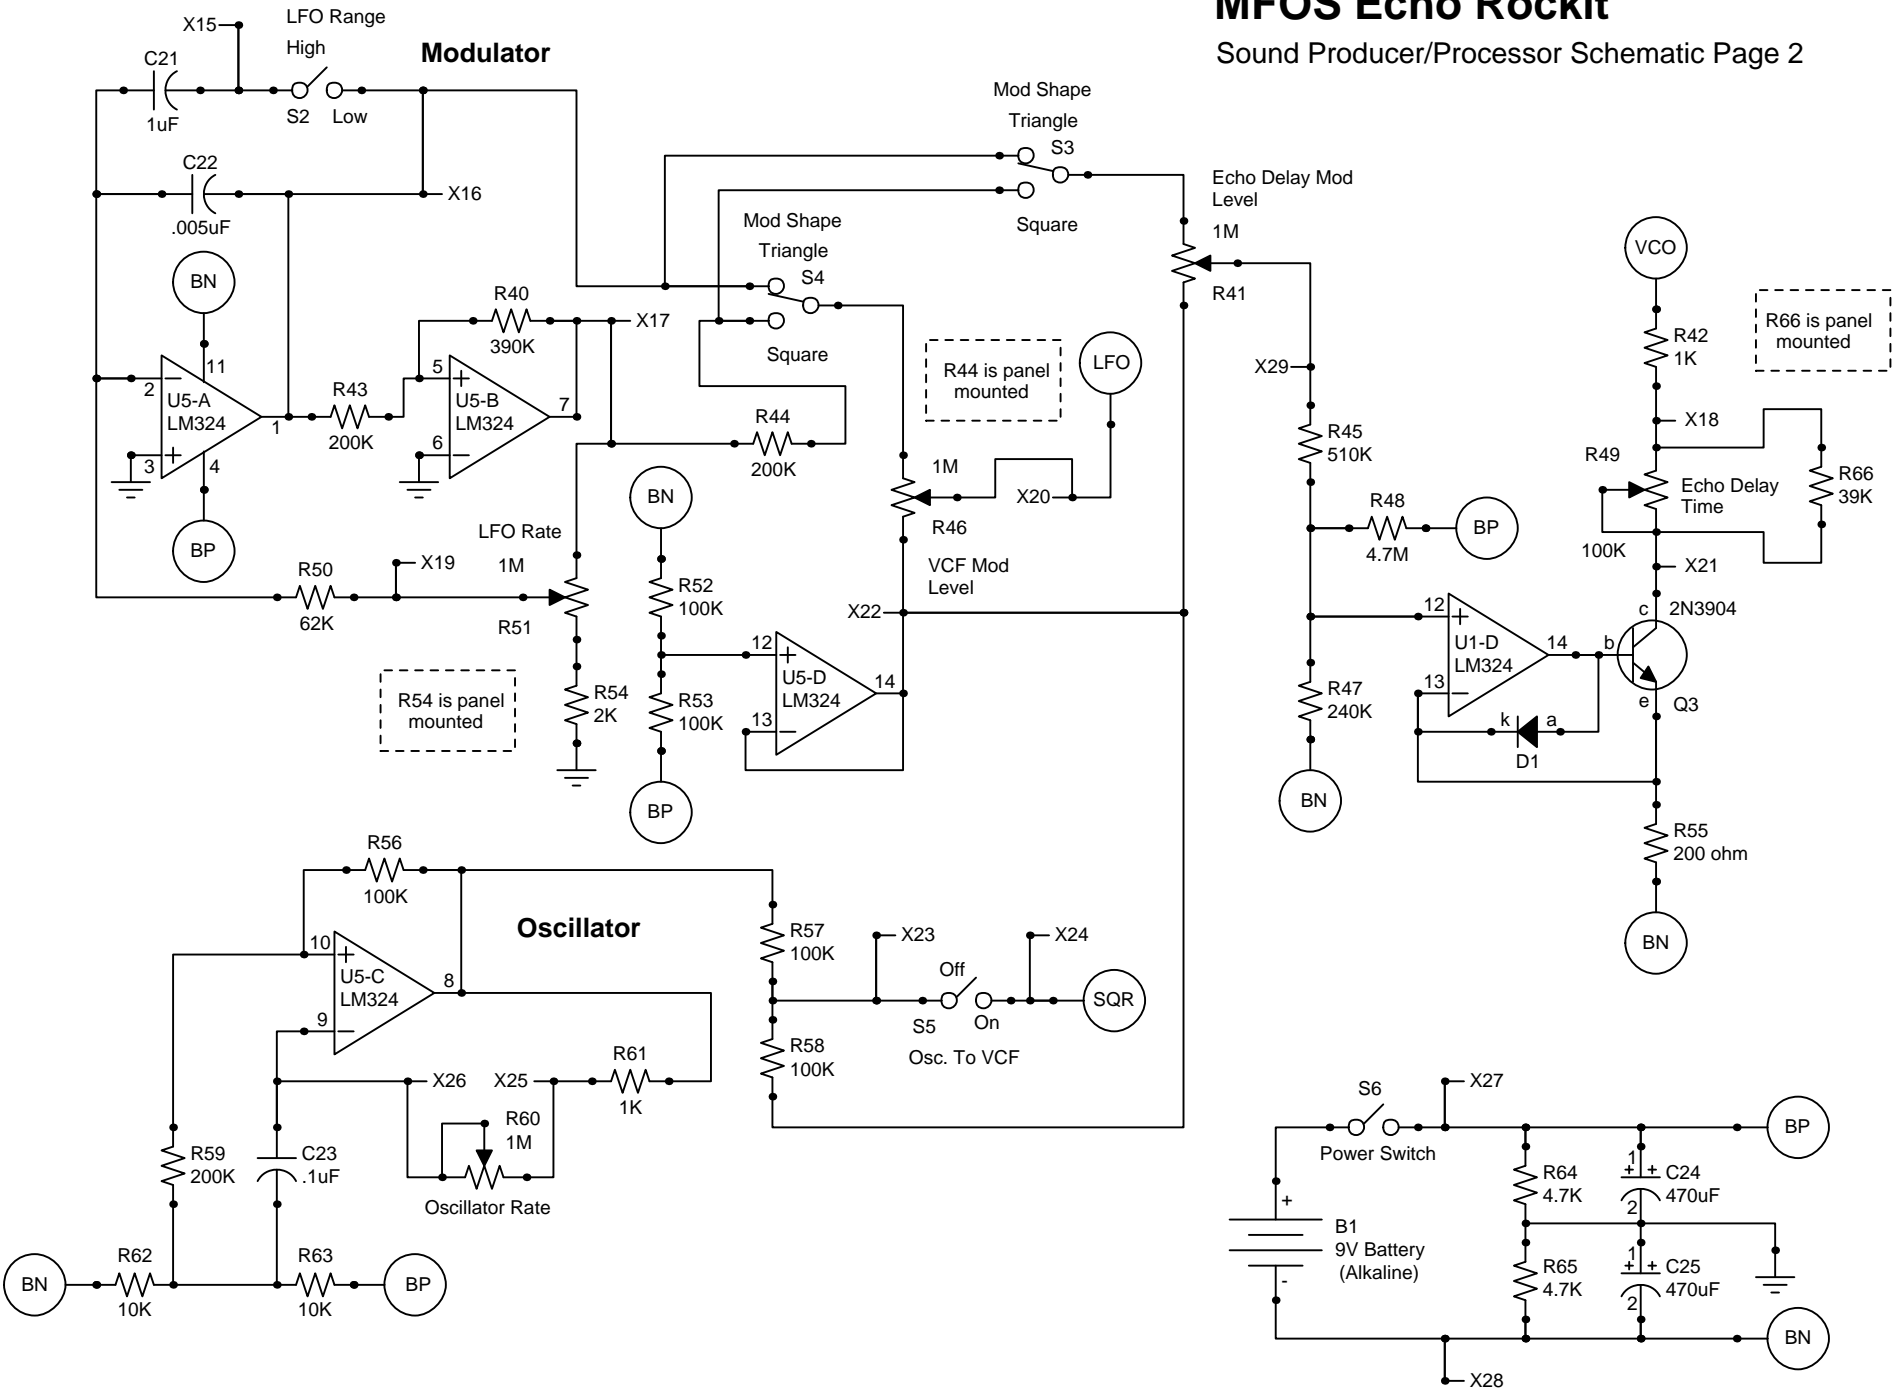 MFOS Echo Rockit
Sound Producer/Processor Schematic Page 2
Modulator
X15
LFO Range
High
C21
1uF
S2
Low
C22
.005uF
X16
BN
11
2
U5-A
LM324
1
3
4
BP
R43
200K
R40
390K
X17
5
U5-B
LM324
7
6
Mod Shape
Triangle
S4
Square
Mod Shape
Triangle
S3
Square
Echo Delay Mod
Level
1M
R41
R44
200K
R44 is panel
mounted
LFO
1M
X20
R46
VCF Mod
Level
X22
LFO Rate
1M
R51
X19
R50
62K
R54 is panel
mounted
R54
2K
BN
R52
100K
R53
100K
BP
12
U5-D
LM324
14
13
X29
R45
510K
R48
4.7M
BP
R47
240K
BN
VCO
R42
1K
R66 is panel
mounted
X18
R49
Echo Delay
Time
100K
R66
39K
X21
c
2N3904
12
U1-D
LM324
14
b
13
e
Q3
k
a
D1
R55
200 ohm
BN
Oscillator
R56
100K
10
U5-C
LM324
8
9
R57
100K
X23
X24
Off
S5
On
Osc. To VCF
SQR
R58
100K
X26
X25
R61
1K
R60
1M
Oscillator Rate
R59
200K
C23
.1uF
BN
R62
10K
R63
10K
BP
S6
Power Switch
X27
BP
+
B1
9V Battery
(Alkaline)
-
R64
4.7K
1
+ +
C24
470uF
2
R65
4.7K
1
+ +
C25
470uF
2
BN
X28